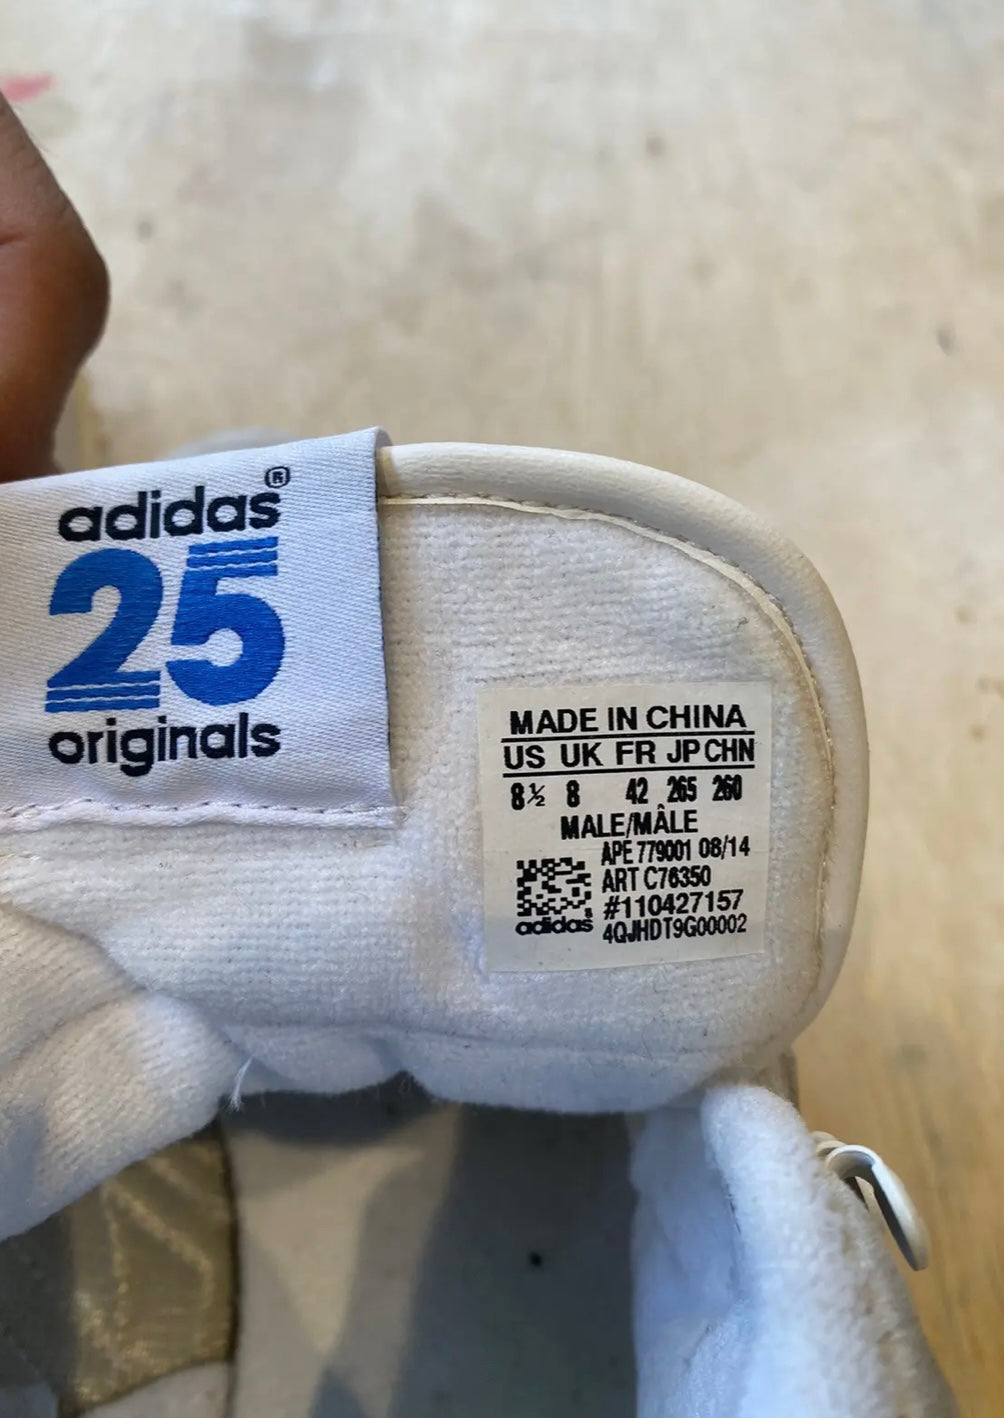 adidas®
25
originals
MADE IN CHINA
US UK FR JP CHN
8½ 8 42 265 260
MALE/MÂLE
APE 779001 08/14
ART C76350
#110427157
adidas 4QJHDT9G00002